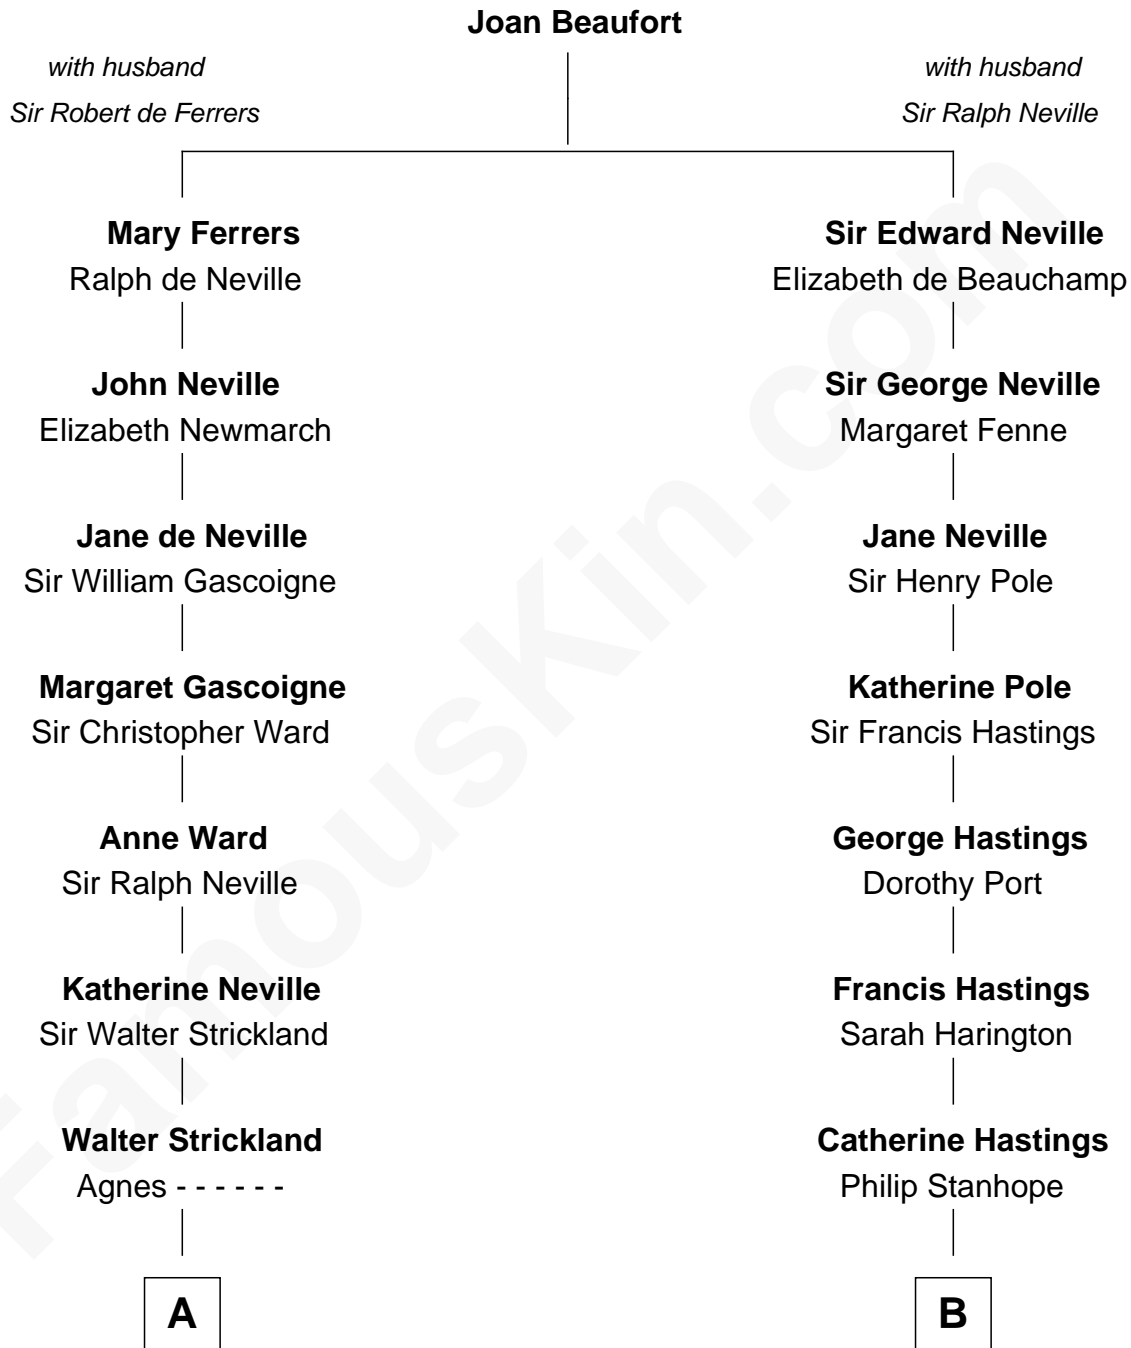 Joan Beaufort
with husband
Sir Robert de Ferrers
with husband
Sir Ralph Neville
Mary Ferrers
Ralph de Neville
Sir Edward Neville
Elizabeth de Beauchamp
John Neville
Elizabeth Newmarch
Sir George Neville
Margaret Fenne
Jane de Neville
Sir William Gascoigne
Jane Neville
Sir Henry Pole
Margaret Gascoigne
Sir Christopher Ward
Katherine Pole
Sir Francis Hastings
Anne Ward
Sir Ralph Neville
George Hastings
Dorothy Port
Katherine Neville
Sir Walter Strickland
Francis Hastings
Sarah Harington
Walter Strickland
Agnes - - - - - -
Catherine Hastings
Philip Stanhope
A
B
FamousKin.com